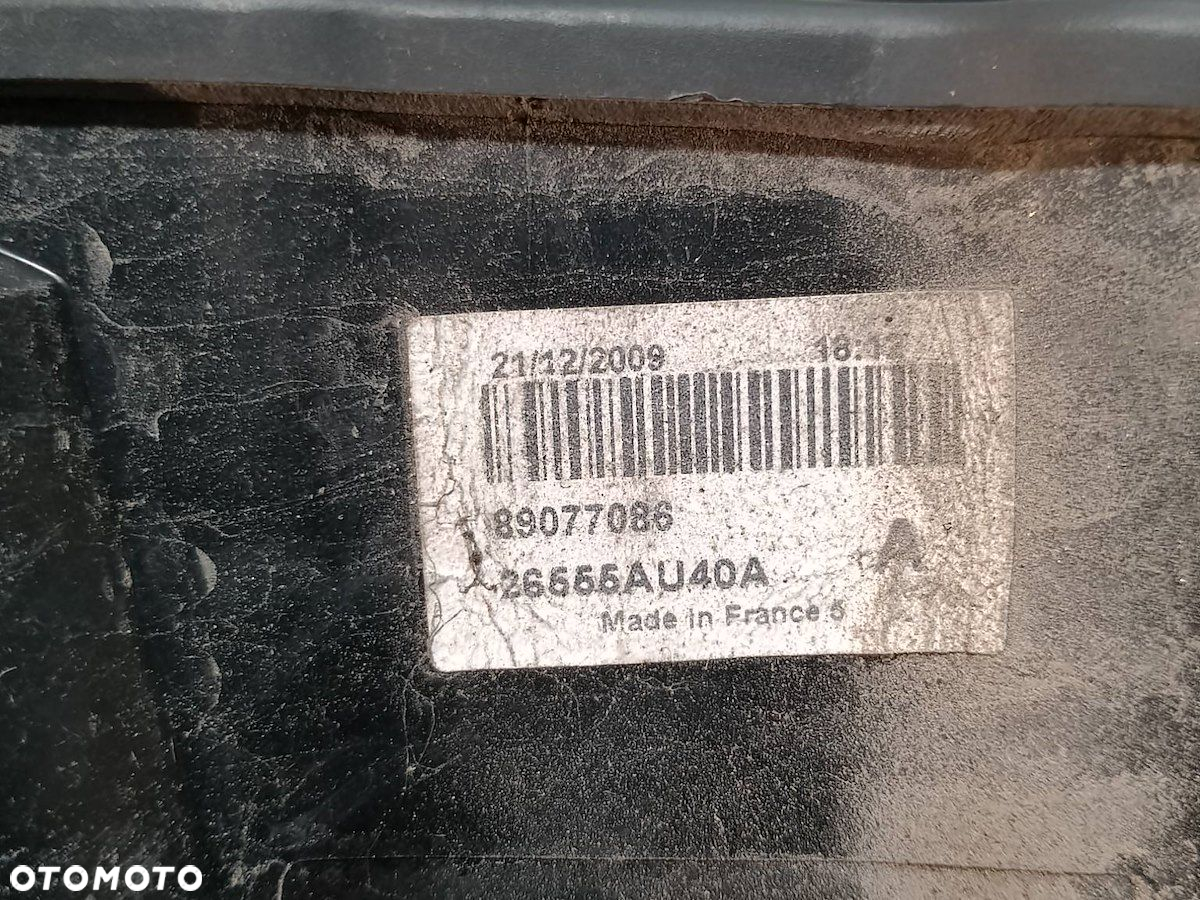 21/12/2009
89077086
26555AU40A
A
Made in France 5
OTOMOTO